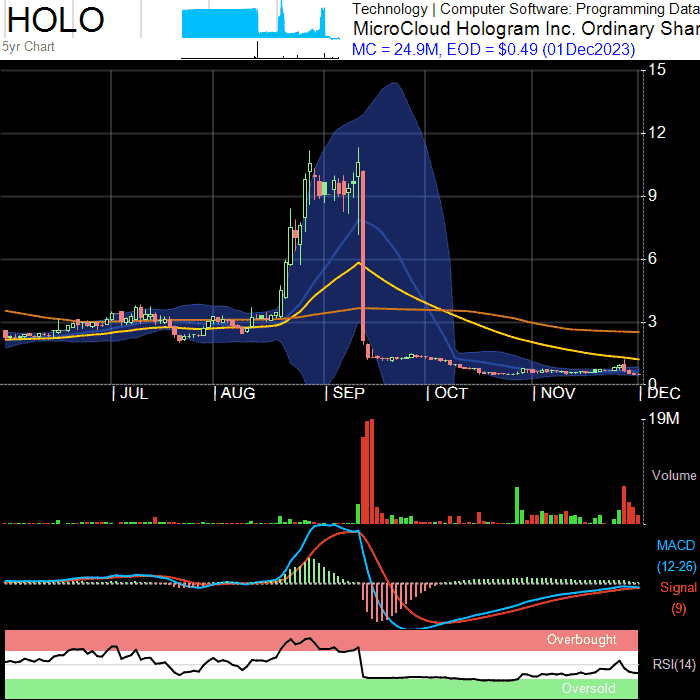 HOLO
5yr Chart
Technology | Computer Software: Programming Data
MicroCloud Hologram Inc. Ordinary Shar
MC = 24.9M, EOD = $0.49 (01Dec2023)
15
12
9
6
3
0
JUL
AUG
SEP
OCT
NOV
DEC
19M
Volume
MACD
(12-26)
Signal
(9)
Overbought
RSI(14)
Oversold